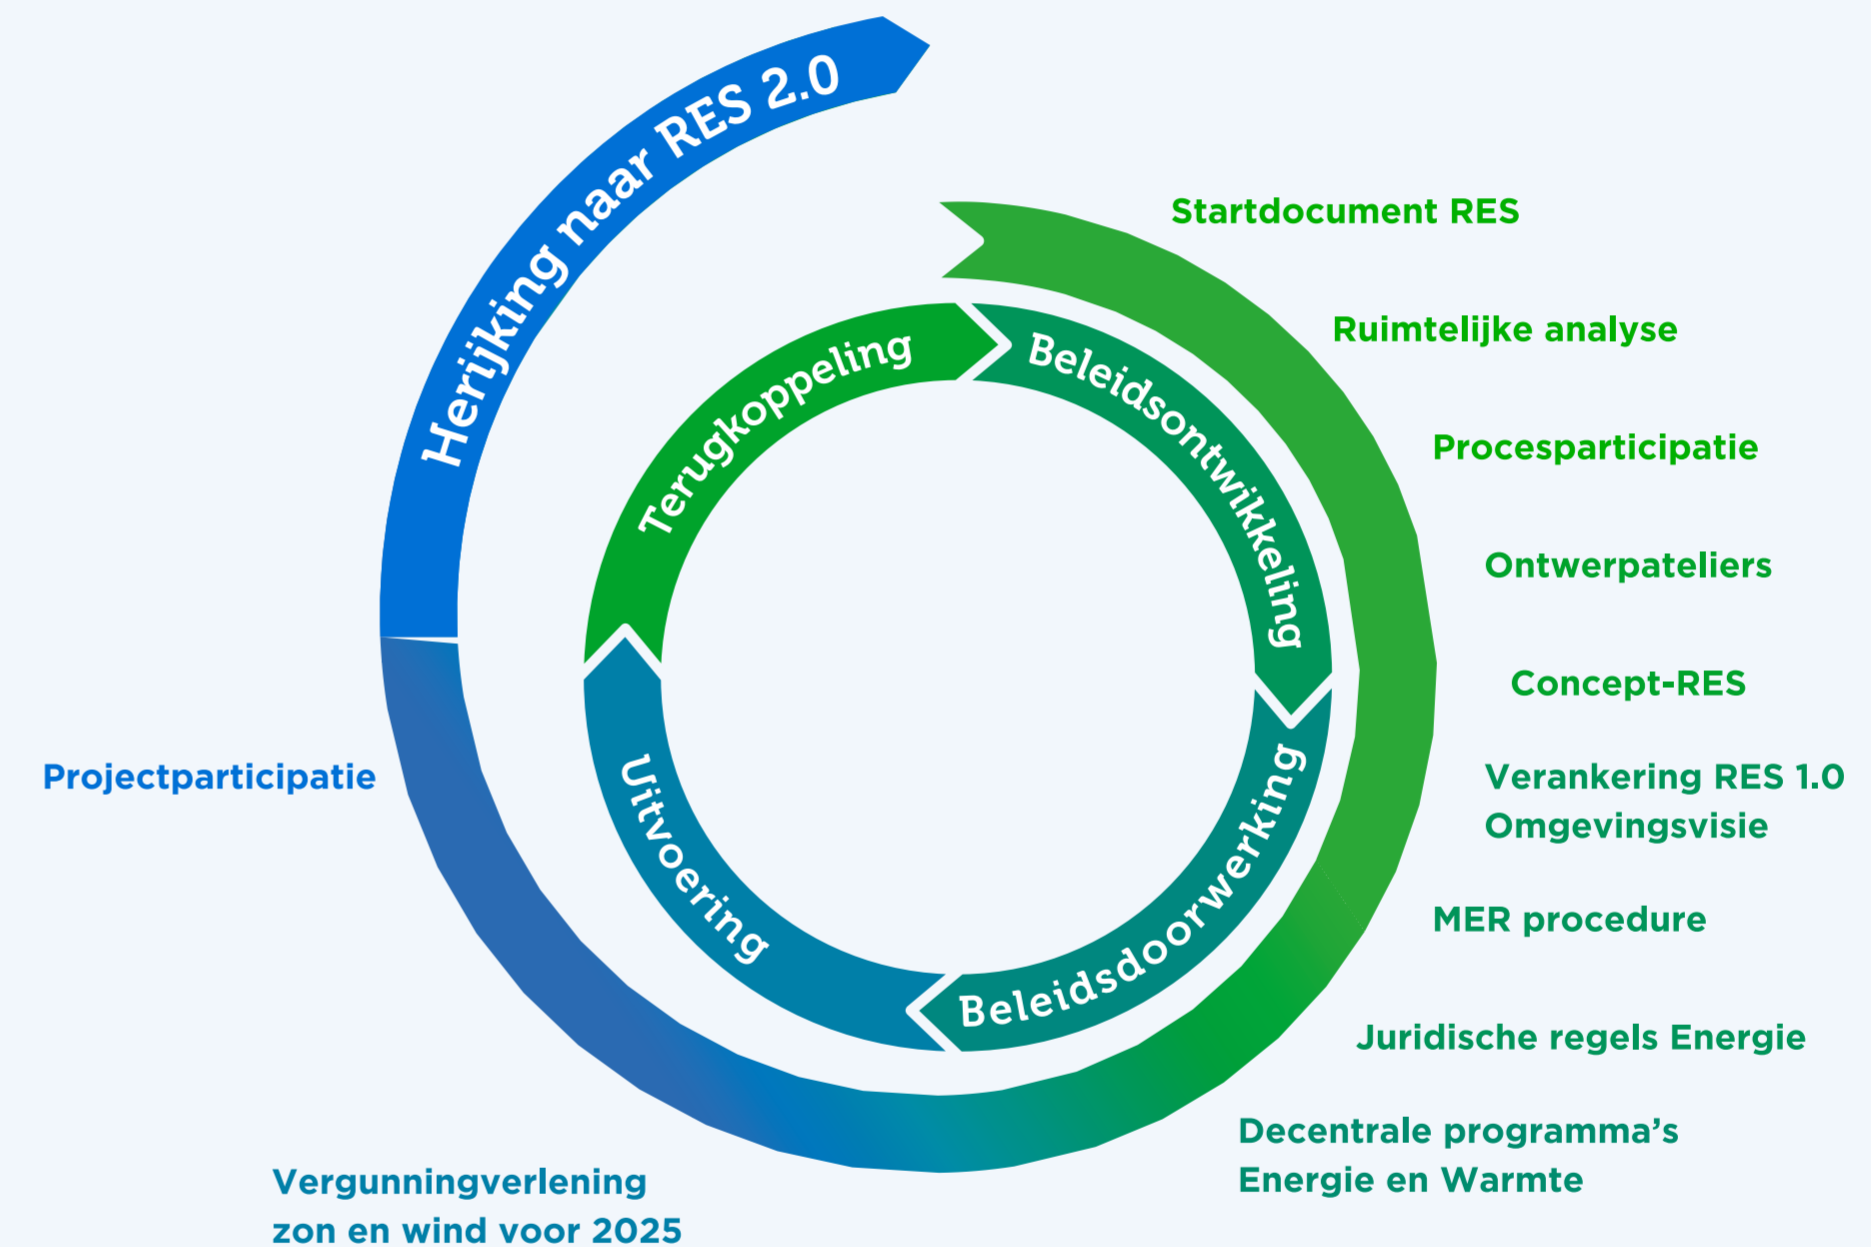 Herijking naar RES 2.0
Startdocument RES
Ruimtelijke analyse
Procesparticipatie
Ontwerpateliers
Concept-RES
Verankering RES 1.0
Omgevingsvisie
MER procedure
Juridische regels Energie
Decentrale programma’s
Energie en Warmte
Vergunningverlening
zon en wind voor 2025
Projectparticipatie
Beleidsontwikkeling
Beleidsdoorwerking
Uitvoering
Terugkoppeling